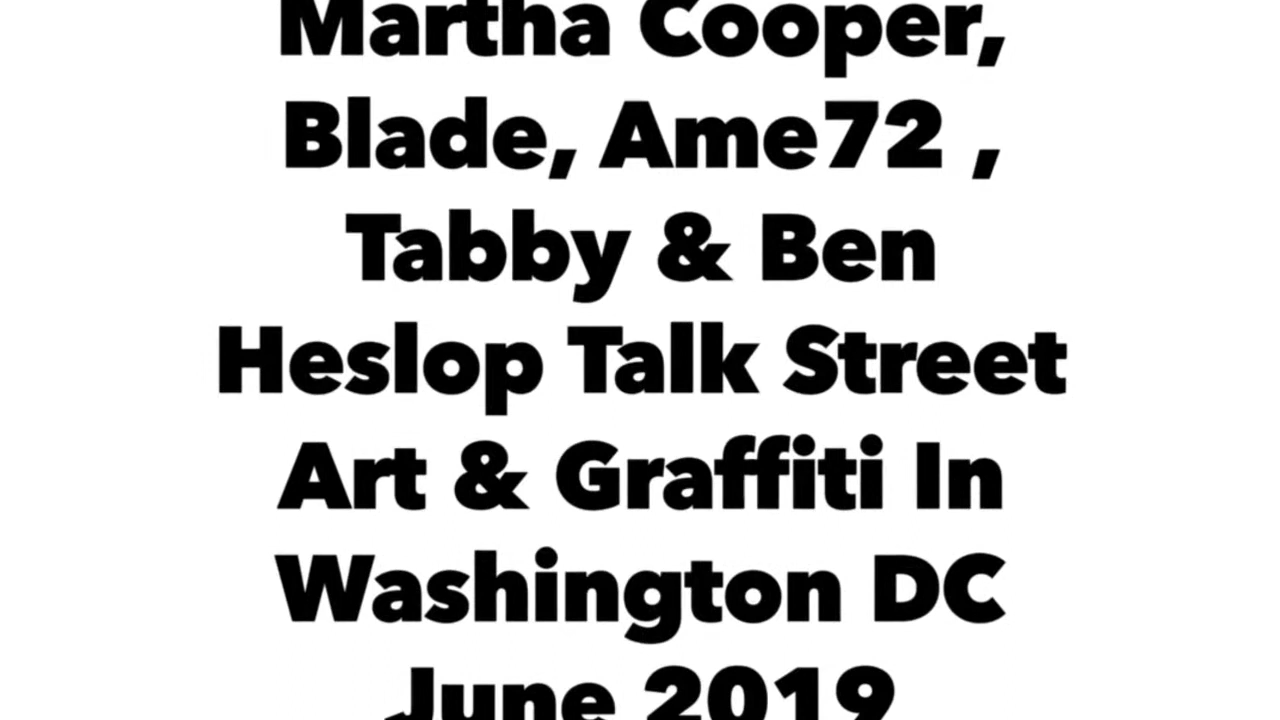 Martha Cooper,
Blade, Ame72 ,
Tabby & Ben
Heslop Talk Street
Art & Graffiti In
Washington DC
June 2019